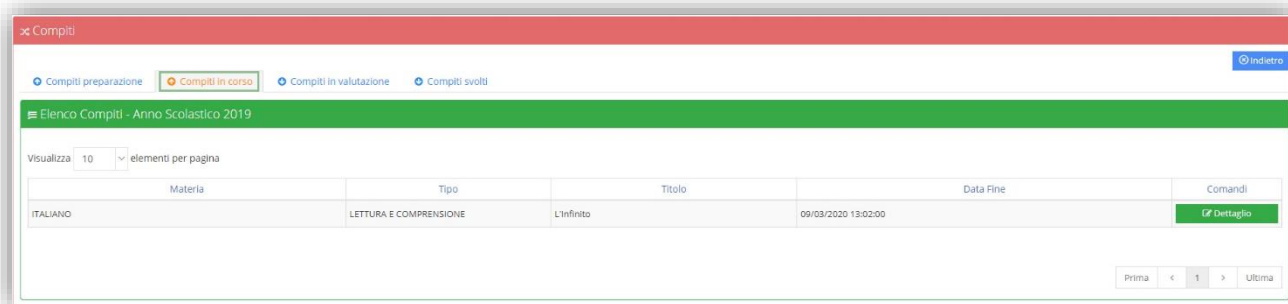 Compiti
Indietro
Compiti preparazione Compiti in corso Compiti in valutazione Compiti svolti
Elenco Compiti - Anno Scolastico 2019
Visualizza 10 elementi per pagina
Materia Tipo Titolo Data Fine Comandi
ITALIANO LETTURA E COMPRENSIONE L'Infinito 09/03/2020 13:02:00 Dettaglio
Prima < 1 > Ultima